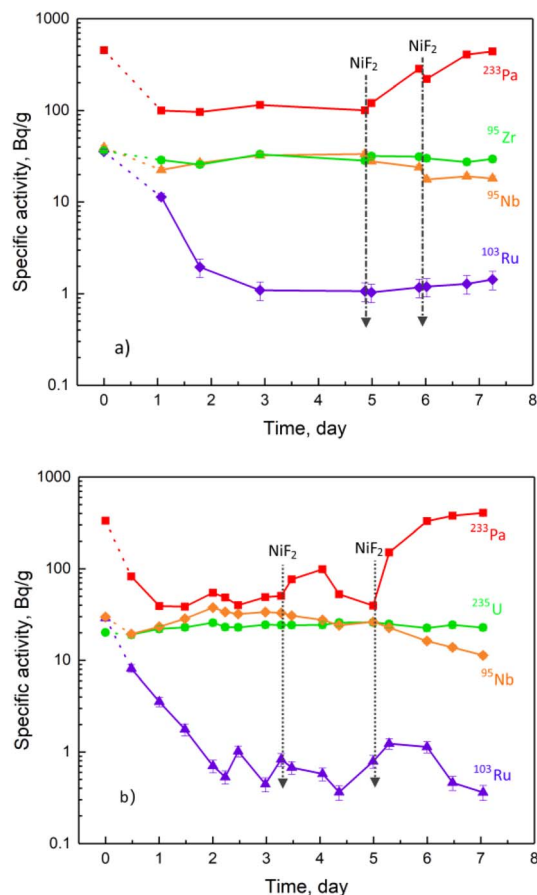 1000
100
10
1
0.1
Specific activity, Bq/g
NiF₂
NiF₂
²³³Pa
⁹⁵Zr
⁹⁵Nb
¹⁰³Ru
a)
0 1 2 3 4 5 6 7 8
Time, day
1000
100
10
1
0.1
Specific activity, Bq/g
NiF₂
NiF₂
²³³Pa
²³⁵U
⁹⁵Nb
¹⁰³Ru
b)
0 1 2 3 4 5 6 7 8
Time, day